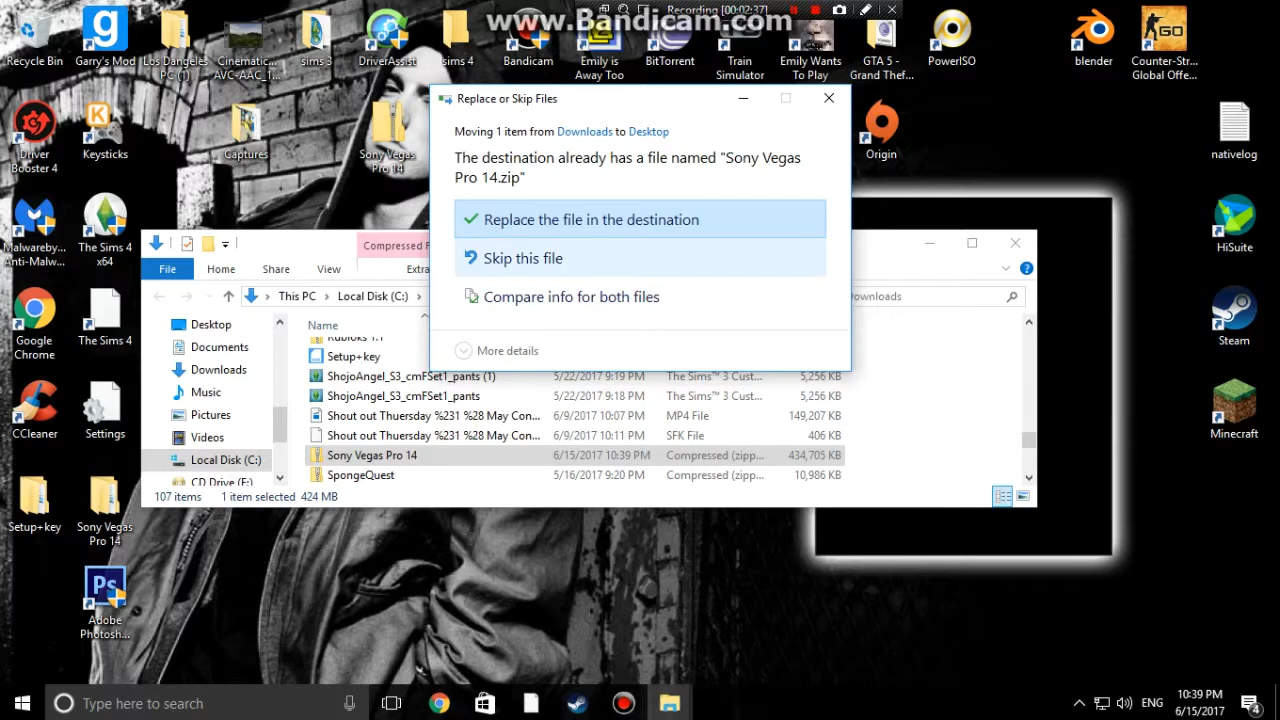 www.Bandicam.com
Recording [00:02:37]
Recycle Bin
Garry's Mod
Los Dangeles PC (1)
Cinematic... AVC-AAC_1...
sims 3
DriverAssist
sims 4
Bandicam
Emily is Away Too
BitTorrent
Train Simulator
Emily Wants To Play
GTA 5 - Grand Thef...
PowerISO
blender
Counter-Str... Global Offe...
Driver Booster 4
Keysticks
Captures
Sony Vegas Pro 14
Origin
nativelog
Malwareby... Anti-Malw...
The Sims 4 x64
HiSuite
Google Chrome
The Sims 4
Steam
CCleaner
Settings
Minecraft
Setup+key
Sony Vegas Pro 14
Ps
Adobe Photosh...
Replace or Skip Files
Moving 1 item from Downloads to Desktop
The destination already has a file named "Sony Vegas
Pro 14.zip"
Replace the file in the destination
Skip this file
Compare info for both files
More details
Compressed F
File Home Share View Extra
This PC Local Disk (C:)
ownloads
Desktop
Documents
Downloads
Music
Pictures
Videos
Local Disk (C:)
CD Drive (F:)
Name
Rubloks 1.1
Setup+key
ShojoAngel_S3_cmFSet1_pants (1) 5/22/2017 9:19 PM The Sims™ 3 Cust... 5,256 KB
ShojoAngel_S3_cmFSet1_pants 5/22/2017 9:18 PM The Sims™ 3 Cust... 5,256 KB
Shout out Thuersday %231 %28 May Con... 6/9/2017 10:07 PM MP4 File 149,207 KB
Shout out Thuersday %231 %28 May Con... 6/9/2017 10:11 PM SFK File 406 KB
Sony Vegas Pro 14 6/15/2017 10:39 PM Compressed (zipp... 434,705 KB
SpongeQuest 5/16/2017 9:20 PM Compressed (zipp... 10,986 KB
107 items 1 item selected 424 MB
Type here to search
ENG
10:39 PM
6/15/2017
4